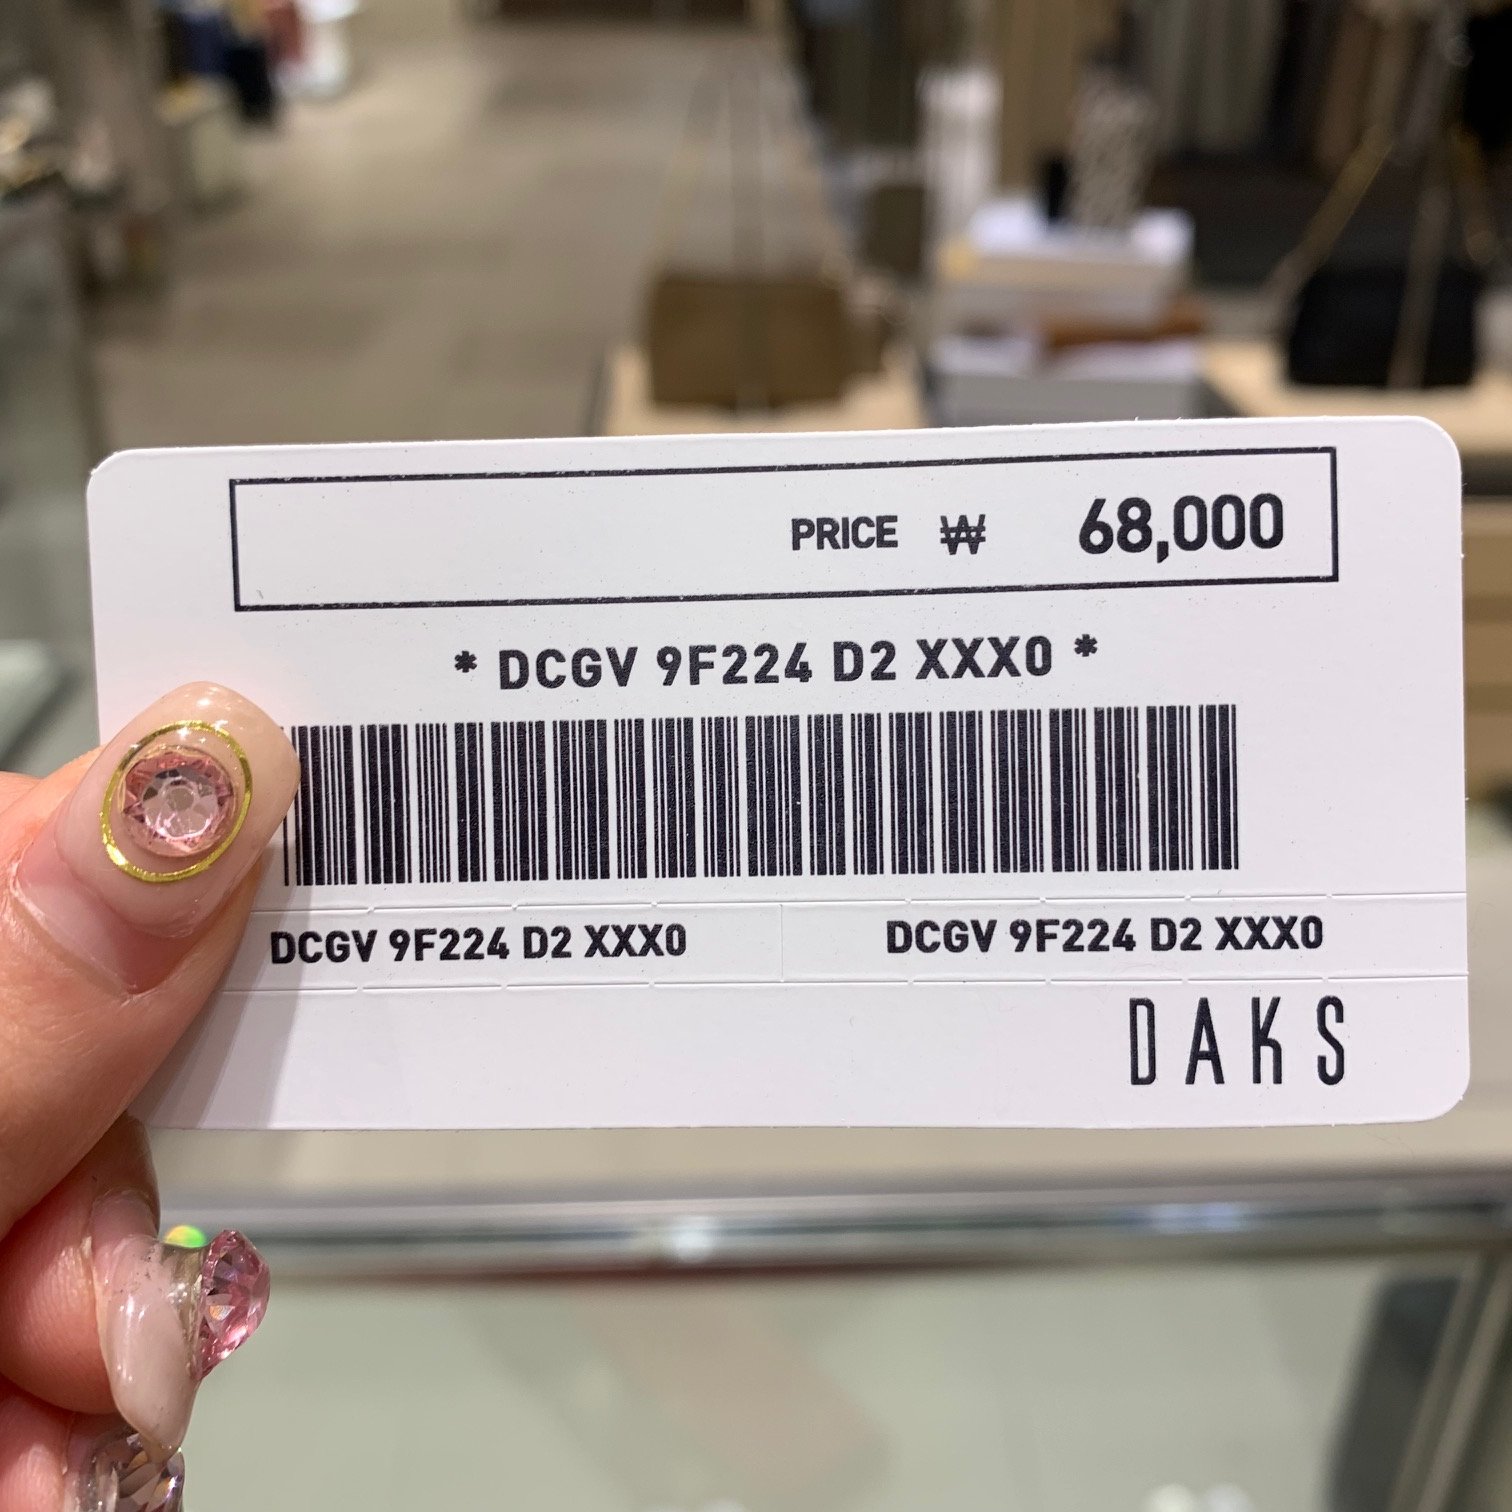 PRICE ₩ 68,000
* DCGV 9F224 D2 XXX0 *
DCGV 9F224 D2 XXX0 DCGV 9F224 D2 XXX0
DAKS